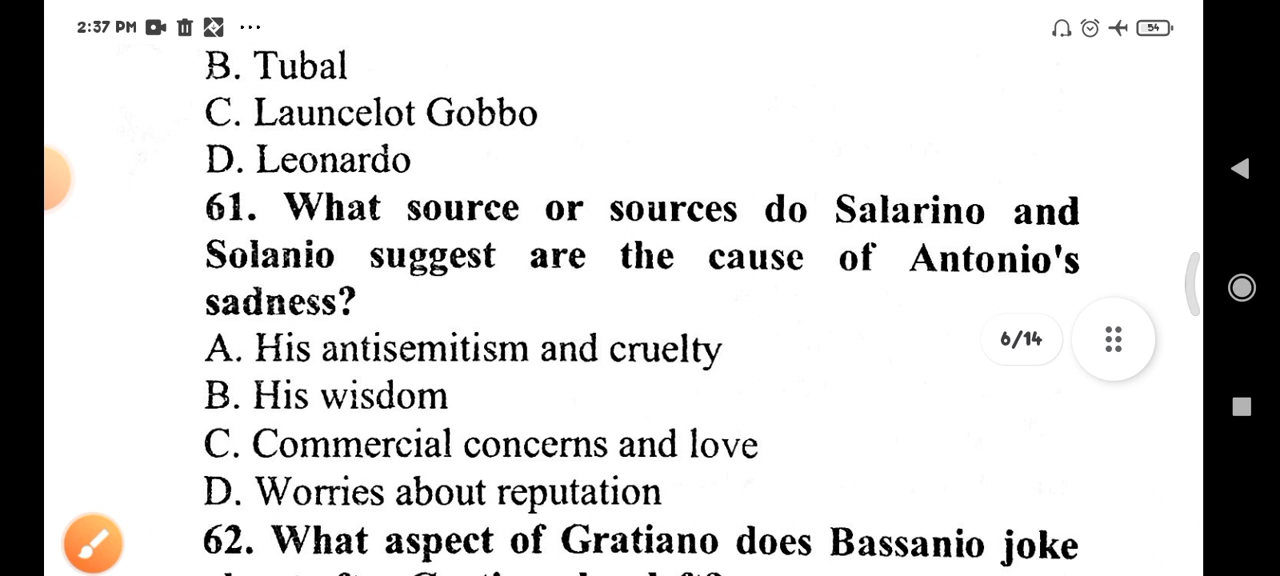 2:37 PM ... 54
B. Tubal
C. Launcelot Gobbo
D. Leonardo
61. What source or sources do Salarino and
Solanio suggest are the cause of Antonio's
sadness?
A. His antisemitism and cruelty
6/14
B. His wisdom
C. Commercial concerns and love
D. Worries about reputation
62. What aspect of Gratiano does Bassanio joke